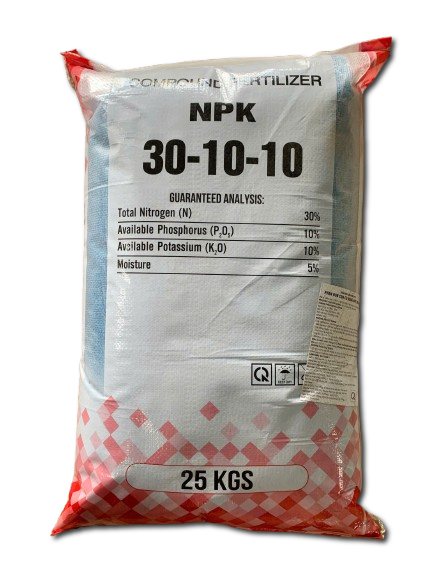 COMPOUND FERTILIZER
NPK
30-10-10
GUARANTEED ANALYSIS:
Total Nitrogen (N) 30%
Available Phosphorus (P₂O₅) 10%
Available Potassium (K₂O) 10%
Moisture 5%
25 KGS